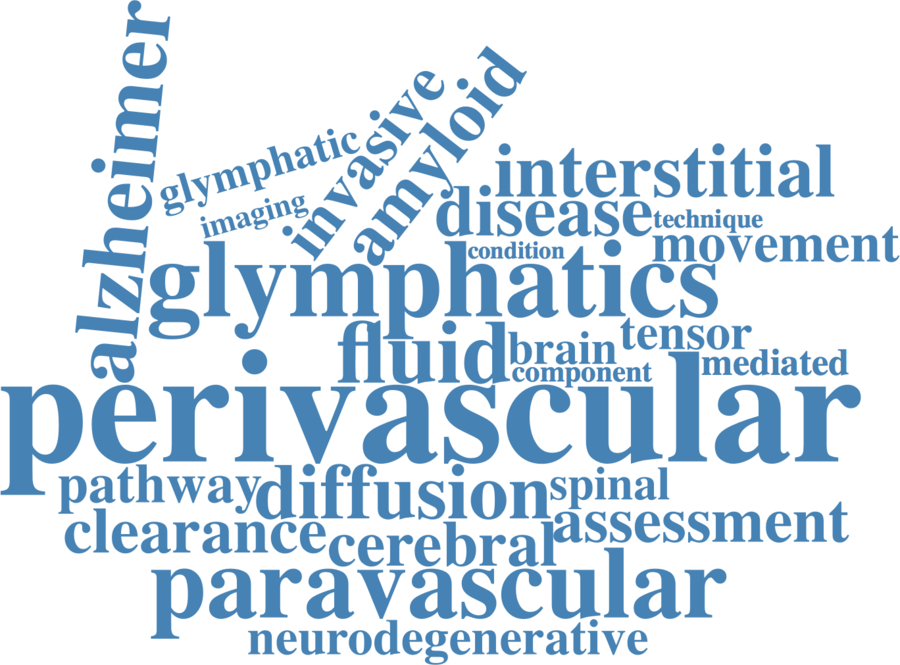 alzheimer
glymphatic
imaging
invasive
amyloid
interstitial
disease
technique
movement
condition
glymphatics
fluid
brain
tensor
component
mediated
perivascular
pathway
diffusion
spinal
clearance
cerebral
assessment
paravascular
neurodegenerative